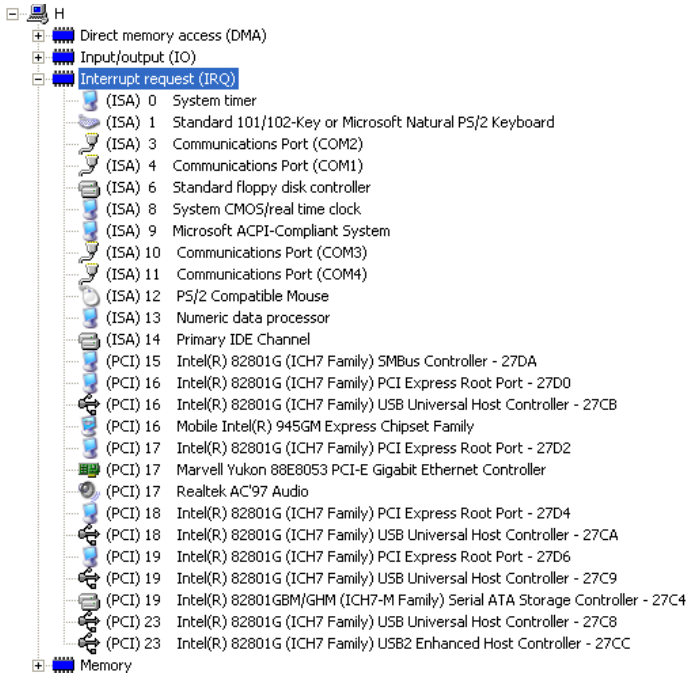 H
Direct memory access (DMA)
Input/output (IO)
Interrupt request (IRQ)
(ISA) 0 System timer
(ISA) 1 Standard 101/102-Key or Microsoft Natural PS/2 Keyboard
(ISA) 3 Communications Port (COM2)
(ISA) 4 Communications Port (COM1)
(ISA) 6 Standard floppy disk controller
(ISA) 8 System CMOS/real time clock
(ISA) 9 Microsoft ACPI-Compliant System
(ISA) 10 Communications Port (COM3)
(ISA) 11 Communications Port (COM4)
(ISA) 12 PS/2 Compatible Mouse
(ISA) 13 Numeric data processor
(ISA) 14 Primary IDE Channel
(PCI) 15 Intel(R) 82801G (ICH7 Family) SMBus Controller - 27DA
(PCI) 16 Intel(R) 82801G (ICH7 Family) PCI Express Root Port - 27D0
(PCI) 16 Intel(R) 82801G (ICH7 Family) USB Universal Host Controller - 27CB
(PCI) 16 Mobile Intel(R) 945GM Express Chipset Family
(PCI) 17 Intel(R) 82801G (ICH7 Family) PCI Express Root Port - 27D2
(PCI) 17 Marvell Yukon 88E8053 PCI-E Gigabit Ethernet Controller
(PCI) 17 Realtek AC'97 Audio
(PCI) 18 Intel(R) 82801G (ICH7 Family) PCI Express Root Port - 27D4
(PCI) 18 Intel(R) 82801G (ICH7 Family) USB Universal Host Controller - 27CA
(PCI) 19 Intel(R) 82801G (ICH7 Family) PCI Express Root Port - 27D6
(PCI) 19 Intel(R) 82801G (ICH7 Family) USB Universal Host Controller - 27C9
(PCI) 19 Intel(R) 82801GBM/GHM (ICH7-M Family) Serial ATA Storage Controller - 27C4
(PCI) 23 Intel(R) 82801G (ICH7 Family) USB Universal Host Controller - 27C8
(PCI) 23 Intel(R) 82801G (ICH7 Family) USB2 Enhanced Host Controller - 27CC
Memory